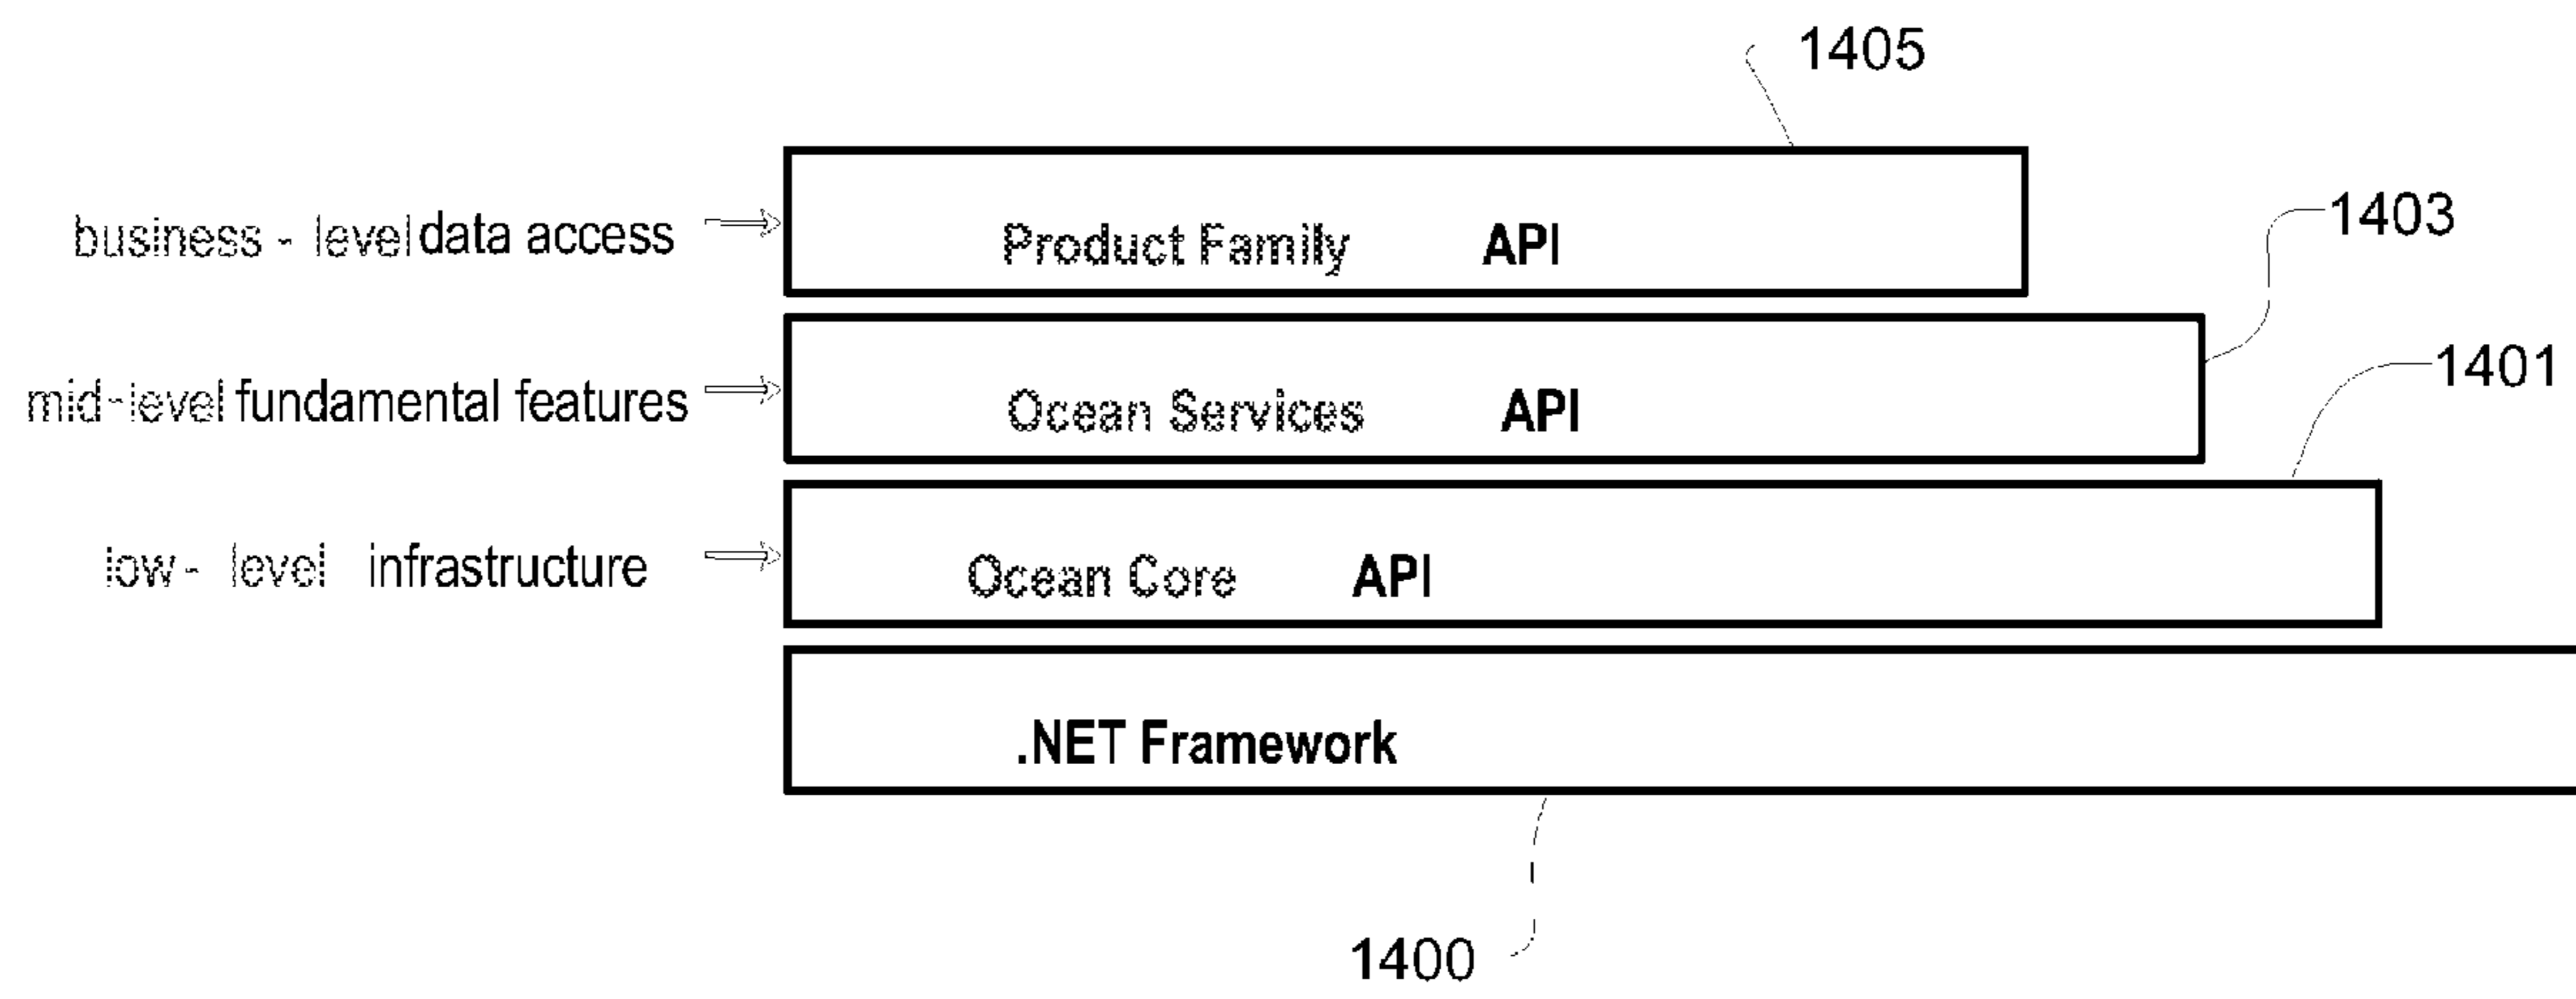 1405
business - level data access
Product Family API
1403
mid-level fundamental features
Ocean Services API
1401
low- level infrastructure
Ocean Core API
.NET Framework
1400